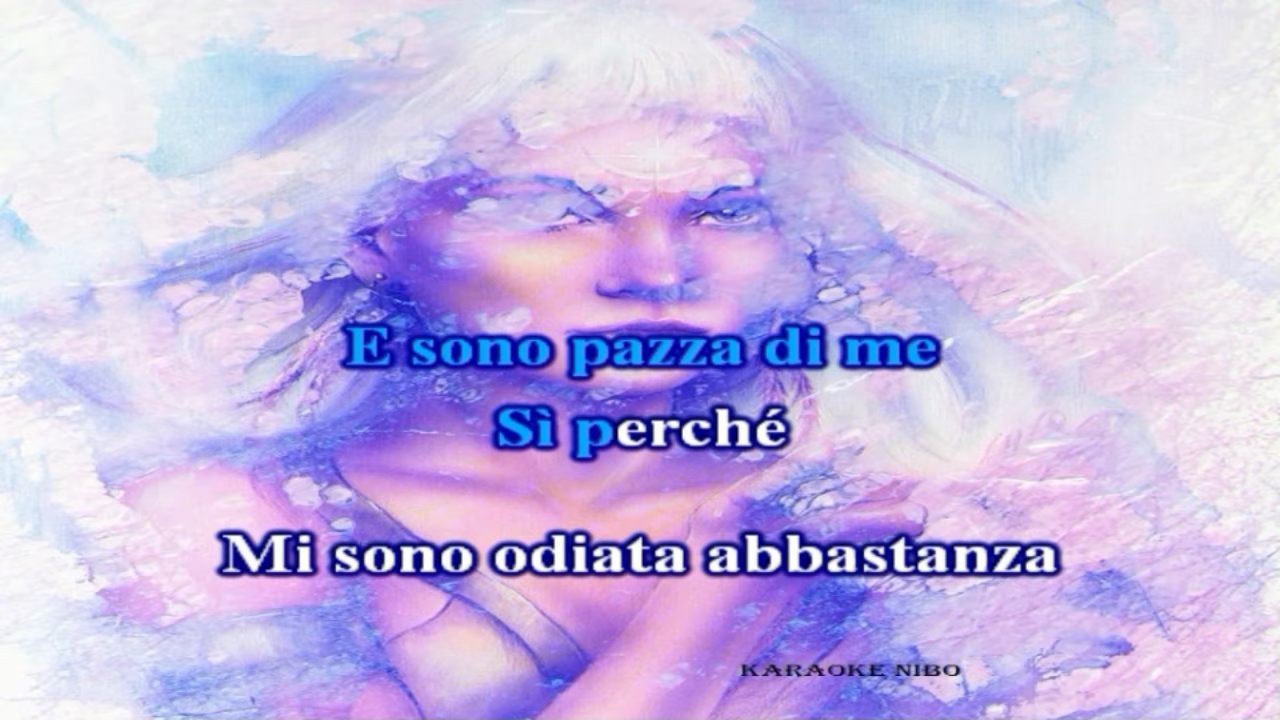 E sono pazza di me
Sì perché
Mi sono odiata abbastanza
KARAOKE NIBO